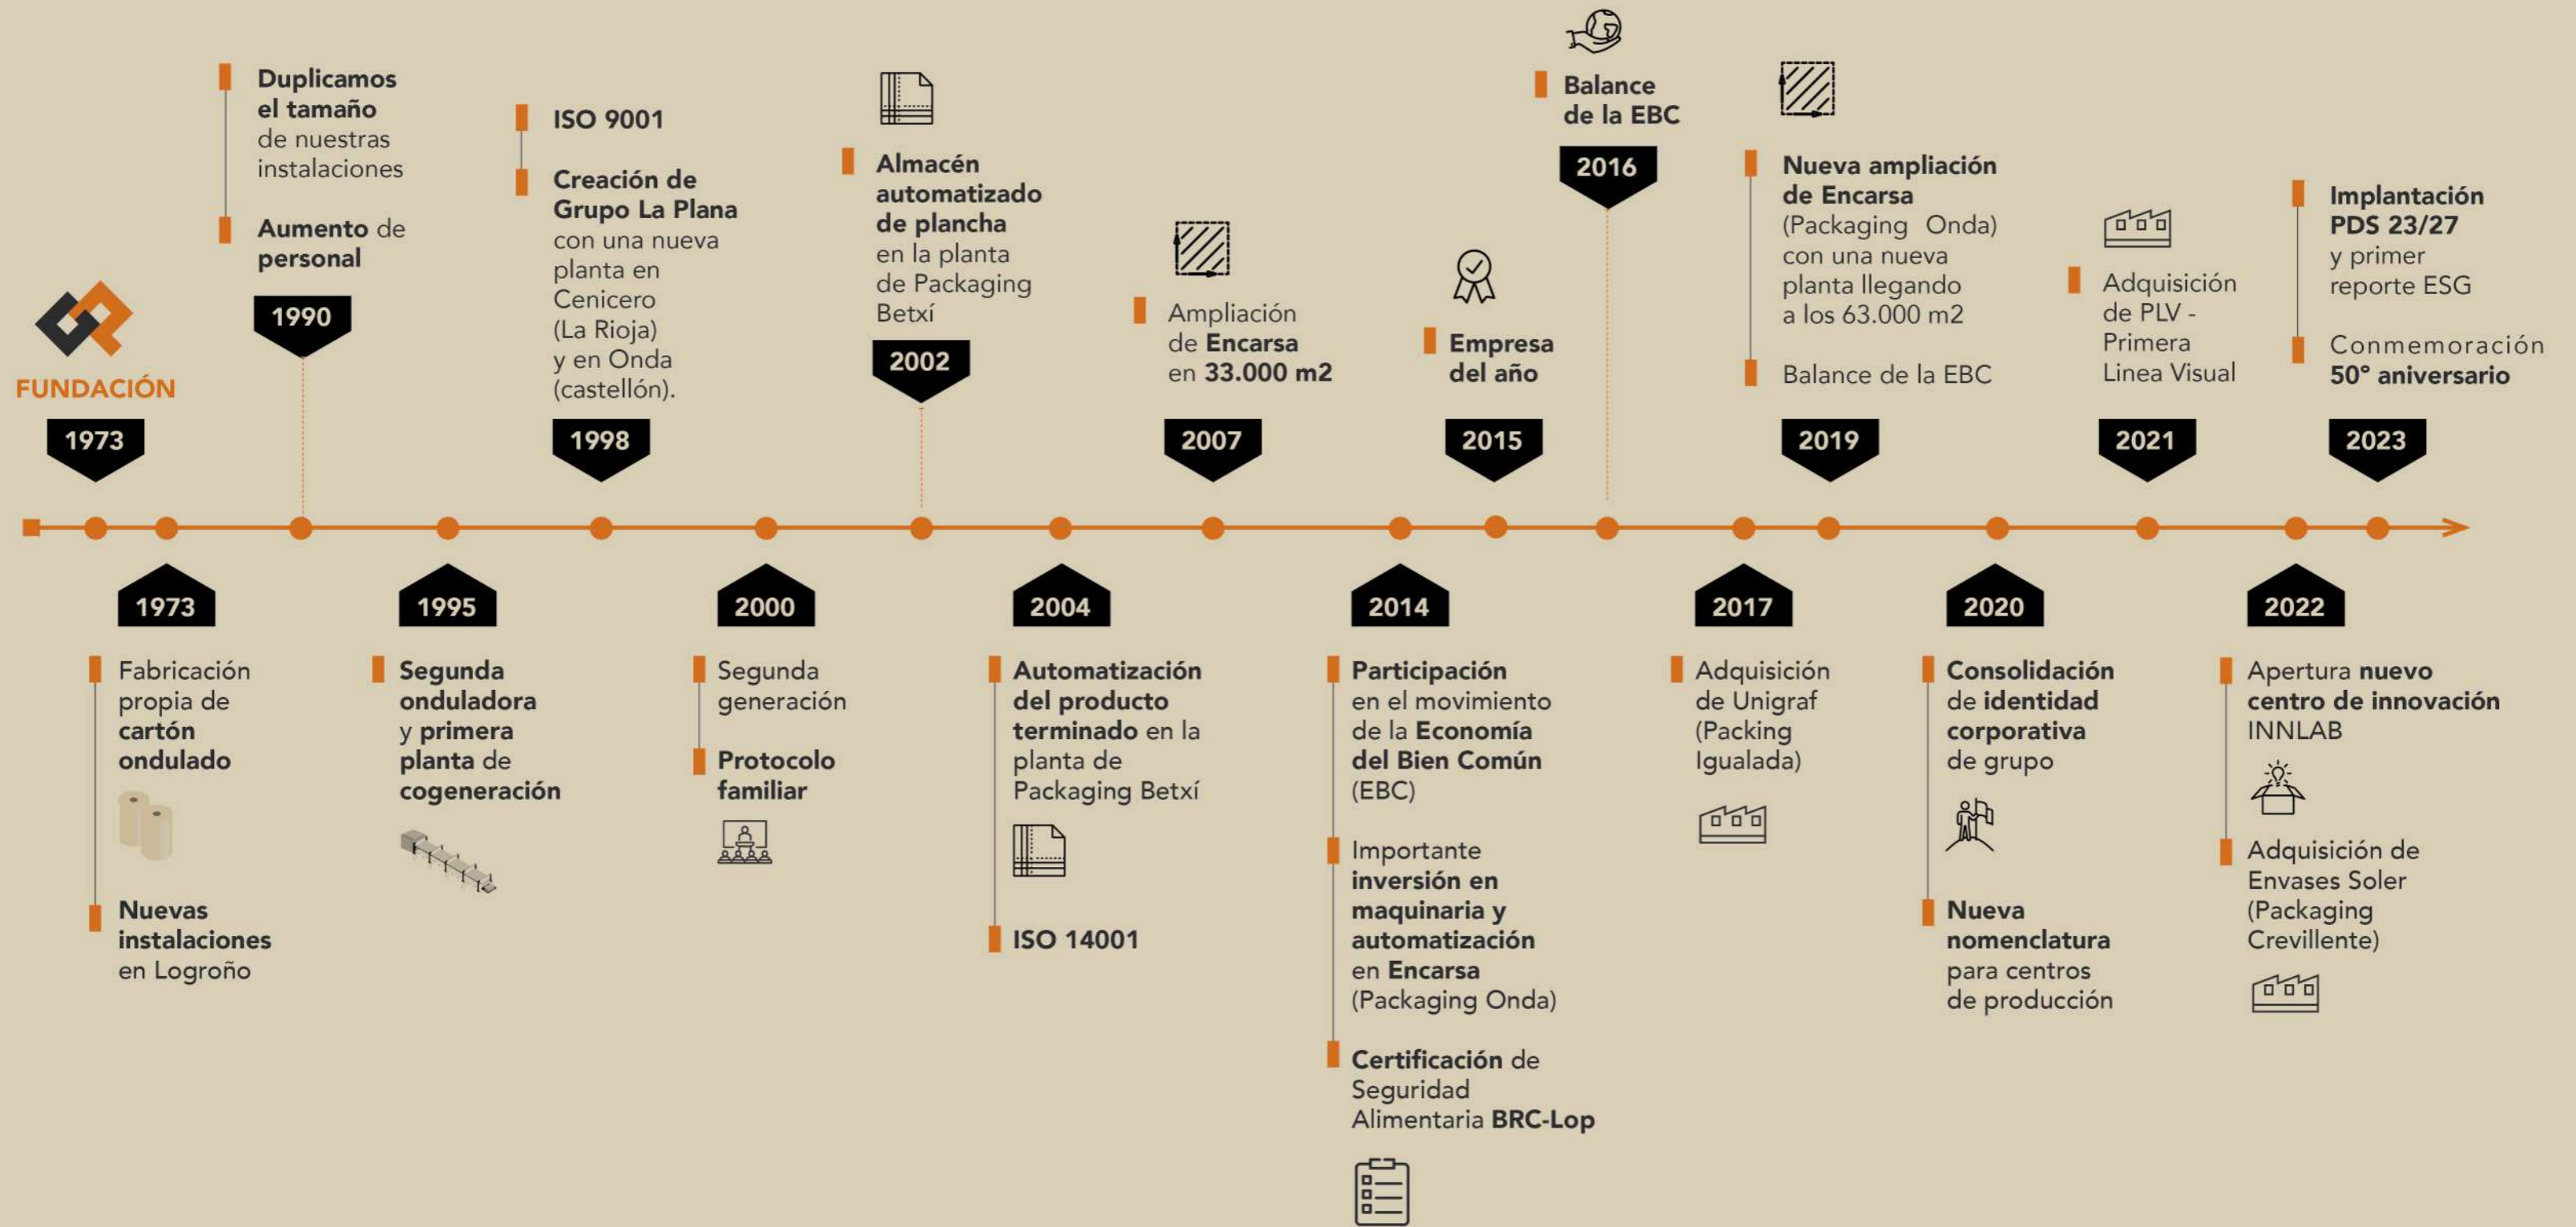 FUNDACIÓN
1973
Duplicamos
el tamaño
de nuestras
instalaciones
Aumento de
personal
1990
ISO 9001
Creación de
Grupo La Plana
con una nueva
planta en
Cenicero
(La Rioja)
y en Onda
(castellón).
1998
Almacén
automatizado
de plancha
en la planta
de Packaging
Betxí
2002
Ampliación
de Encarsa
en 33.000 m2
2007
Empresa
del año
2015
Balance
de la EBC
2016
Nueva ampliación
de Encarsa
(Packaging Onda)
con una nueva
planta llegando
a los 63.000 m2
Balance de la EBC
2019
Adquisición
de PLV -
Primera
Linea Visual
2021
Implantación
PDS 23/27
y primer
reporte ESG
Conmemoración
50º aniversario
2023
1973
Fabricación
propia de
cartón
ondulado
Nuevas
instalaciones
en Logroño
1995
Segunda
onduladora
y primera
planta de
cogeneración
2000
Segunda
generación
Protocolo
familiar
2004
Automatización
del producto
terminado en la
planta de
Packaging Betxí
ISO 14001
2014
Participación
en el movimiento
de la Economía
del Bien Común
(EBC)
Importante
inversión en
maquinaria y
automatización
en Encarsa
(Packaging Onda)
Certificación de
Seguridad
Alimentaria BRC-Lop
2017
Adquisición
de Unigraf
(Packing
Igualada)
2020
Consolidación
de identidad
corporativa
de grupo
Nueva
nomenclatura
para centros
de producción
2022
Apertura nuevo
centro de innovación
INNLAB
Adquisición de
Envases Soler
(Packaging
Crevillente)